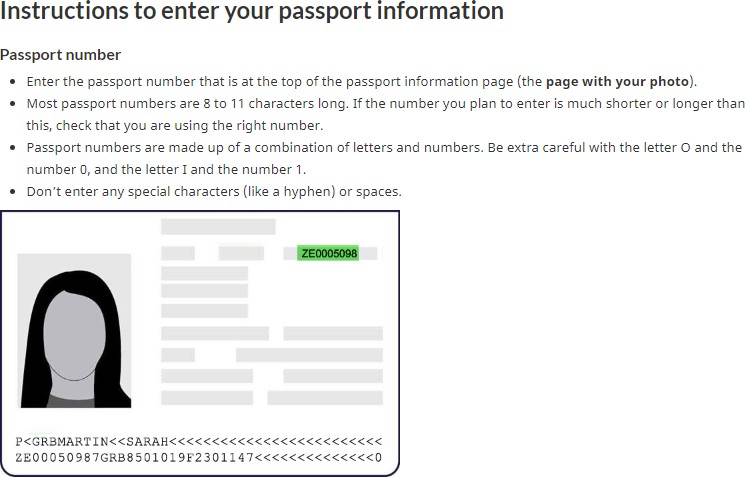 Instructions to enter your passport information
Passport number
• Enter the passport number that is at the top of the passport information page (the page with your photo).
• Most passport numbers are 8 to 11 characters long. If the number you plan to enter is much shorter or longer than
this, check that you are using the right number.
• Passport numbers are made up of a combination of letters and numbers. Be extra careful with the letter O and the
number 0, and the letter I and the number 1.
• Don’t enter any special characters (like a hyphen) or spaces.
ZE0005098
P<GRBMARTIN<<SARAH<<<<<<<<<<<<<<<<<<<<<<<<<
ZE00050987GRB8501019F2301147<<<<<<<<<<<<<<0